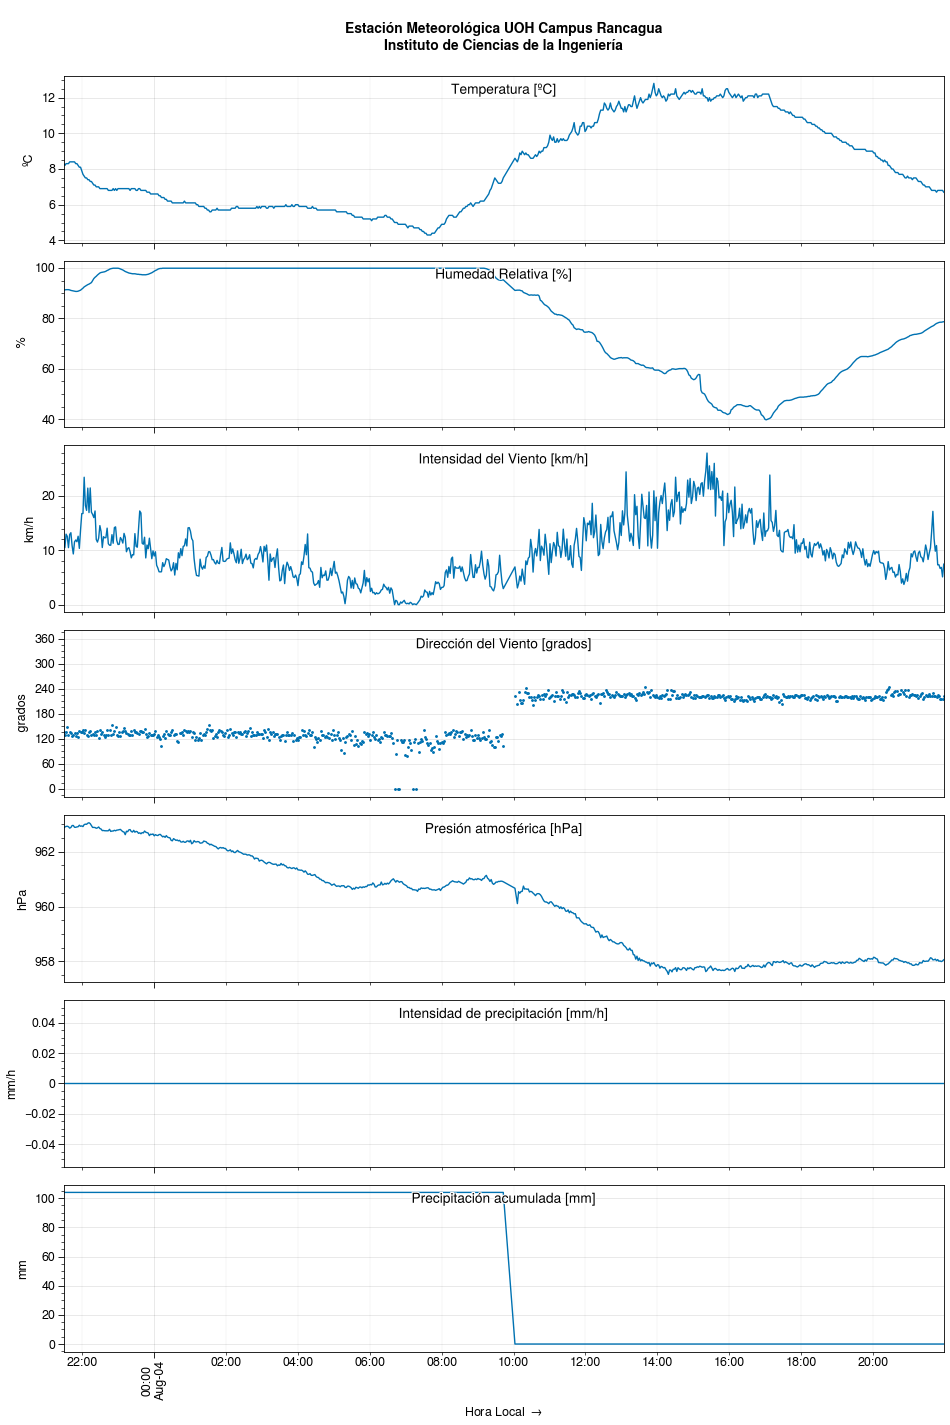 Estación Meteorológica UOH Campus Rancagua
Instituto de Ciencias de la Ingeniería
Temperatura [ºC]
ºC
12
10
8
6
4
Humedad Relativa [%]
%
100
80
60
40
Intensidad del Viento [km/h]
km/h
20
10
0
Dirección del Viento [grados]
grados
360
300
240
180
120
60
0
Presión atmosférica [hPa]
hPa
962
960
958
Intensidad de precipitación [mm/h]
mm/h
0.04
0.02
0
−0.02
−0.04
Precipitación acumulada [mm]
mm
100
80
60
40
20
0
22:00
00:00
Aug-04
02:00
04:00
06:00
08:00
10:00
12:00
14:00
16:00
18:00
20:00
Hora Local →